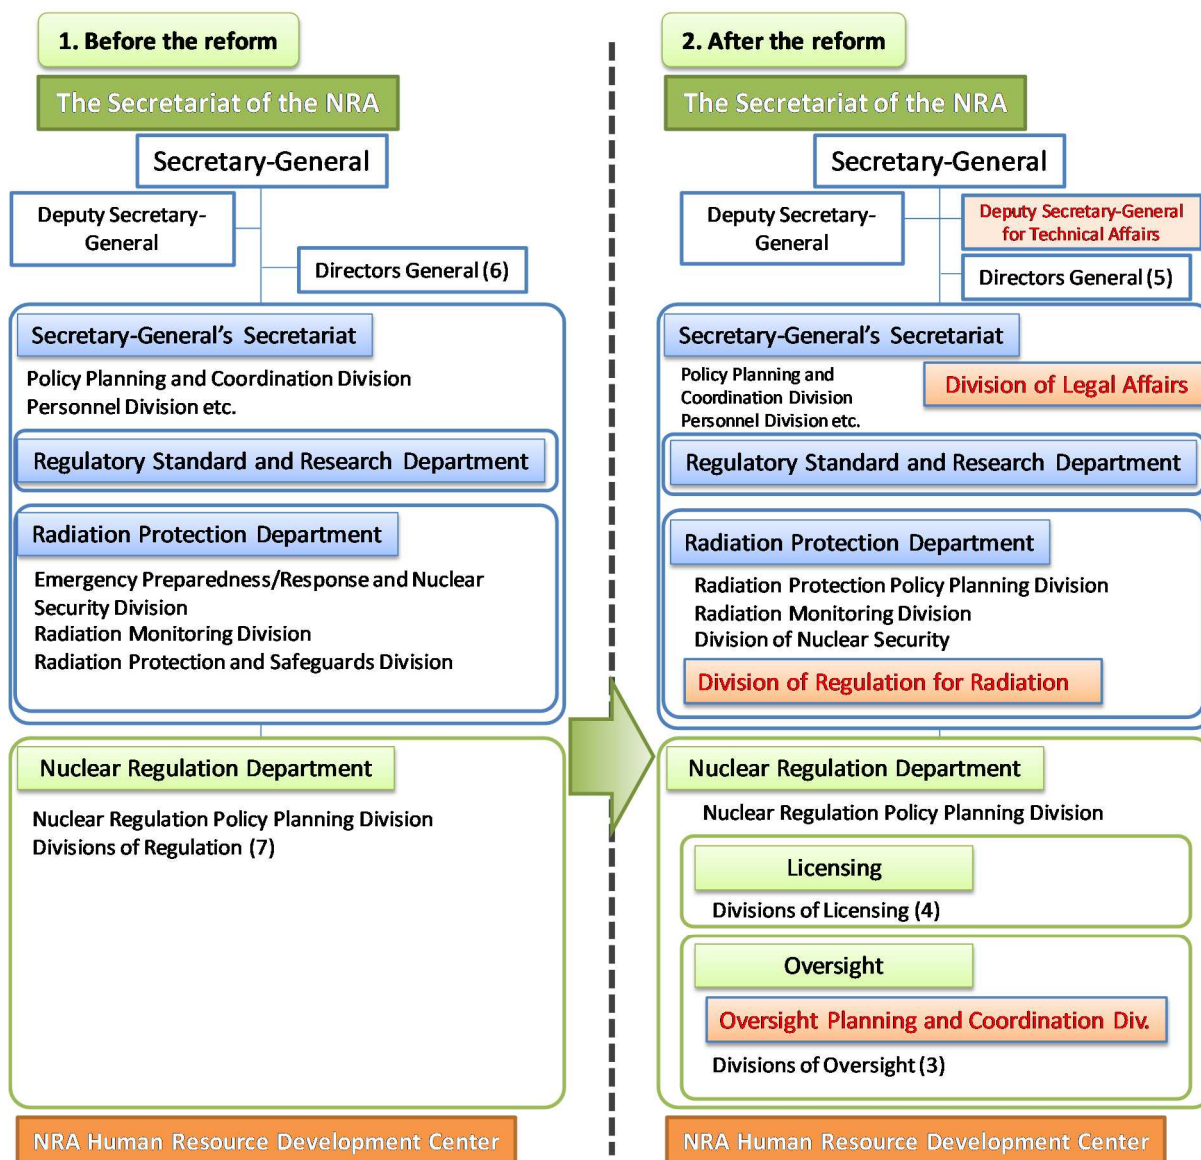 1. Before the reform
The Secretariat of the NRA
Secretary-General
Deputy Secretary-
General
Directors General (6)
Secretary-General's Secretariat
Policy Planning and Coordination Division
Personnel Division etc.
Regulatory Standard and Research Department
Radiation Protection Department
Emergency Preparedness/Response and Nuclear
Security Division
Radiation Monitoring Division
Radiation Protection and Safeguards Division
Nuclear Regulation Department
Nuclear Regulation Policy Planning Division
Divisions of Regulation (7)
NRA Human Resource Development Center
2. After the reform
The Secretariat of the NRA
Secretary-General
Deputy Secretary-
General
Deputy Secretary-General
for Technical Affairs
Directors General (5)
Secretary-General's Secretariat
Policy Planning and
Coordination Division
Personnel Division etc.
Division of Legal Affairs
Regulatory Standard and Research Department
Radiation Protection Department
Radiation Protection Policy Planning Division
Radiation Monitoring Division
Division of Nuclear Security
Division of Regulation for Radiation
Nuclear Regulation Department
Nuclear Regulation Policy Planning Division
Licensing
Divisions of Licensing (4)
Oversight
Oversight Planning and Coordination Div.
Divisions of Oversight (3)
NRA Human Resource Development Center